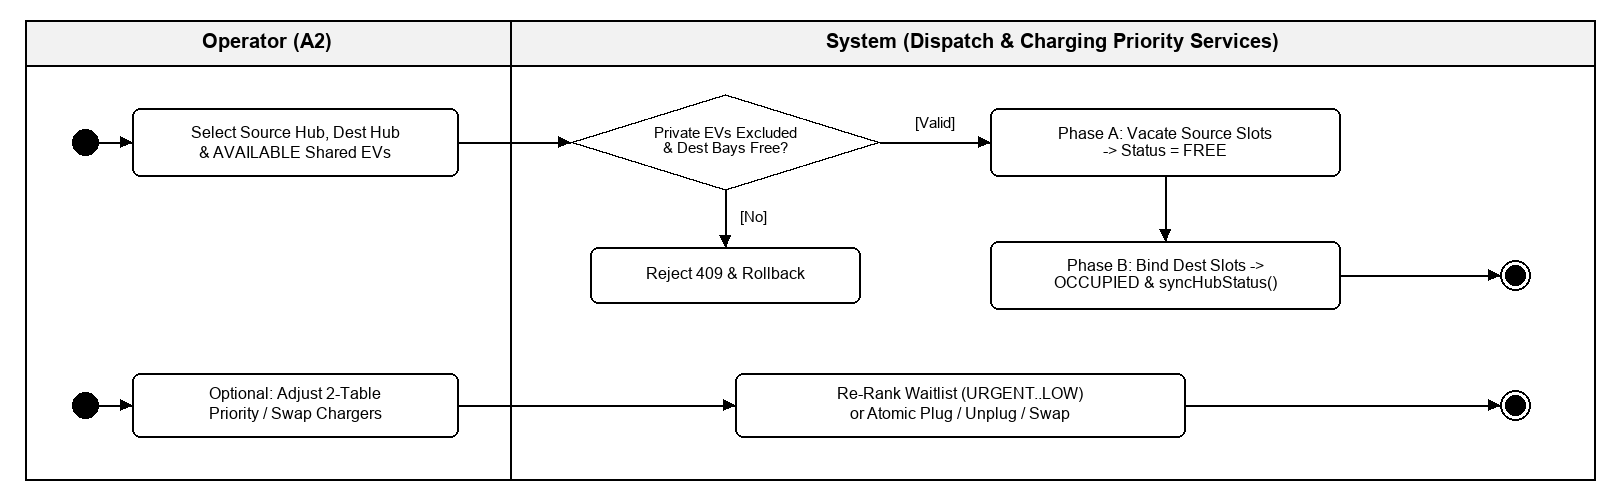 Operator (A2)
System (Dispatch & Charging Priority Services)
Select Source Hub, Dest Hub
& AVAILABLE Shared EVs
Private EVs Excluded
& Dest Bays Free?
[Valid]
Phase A: Vacate Source Slots
-> Status = FREE
[No]
Reject 409 & Rollback
Phase B: Bind Dest Slots ->
OCCUPIED & syncHubStatus()
Optional: Adjust 2-Table
Priority / Swap Chargers
Re-Rank Waitlist (URGENT..LOW)
or Atomic Plug / Unplug / Swap